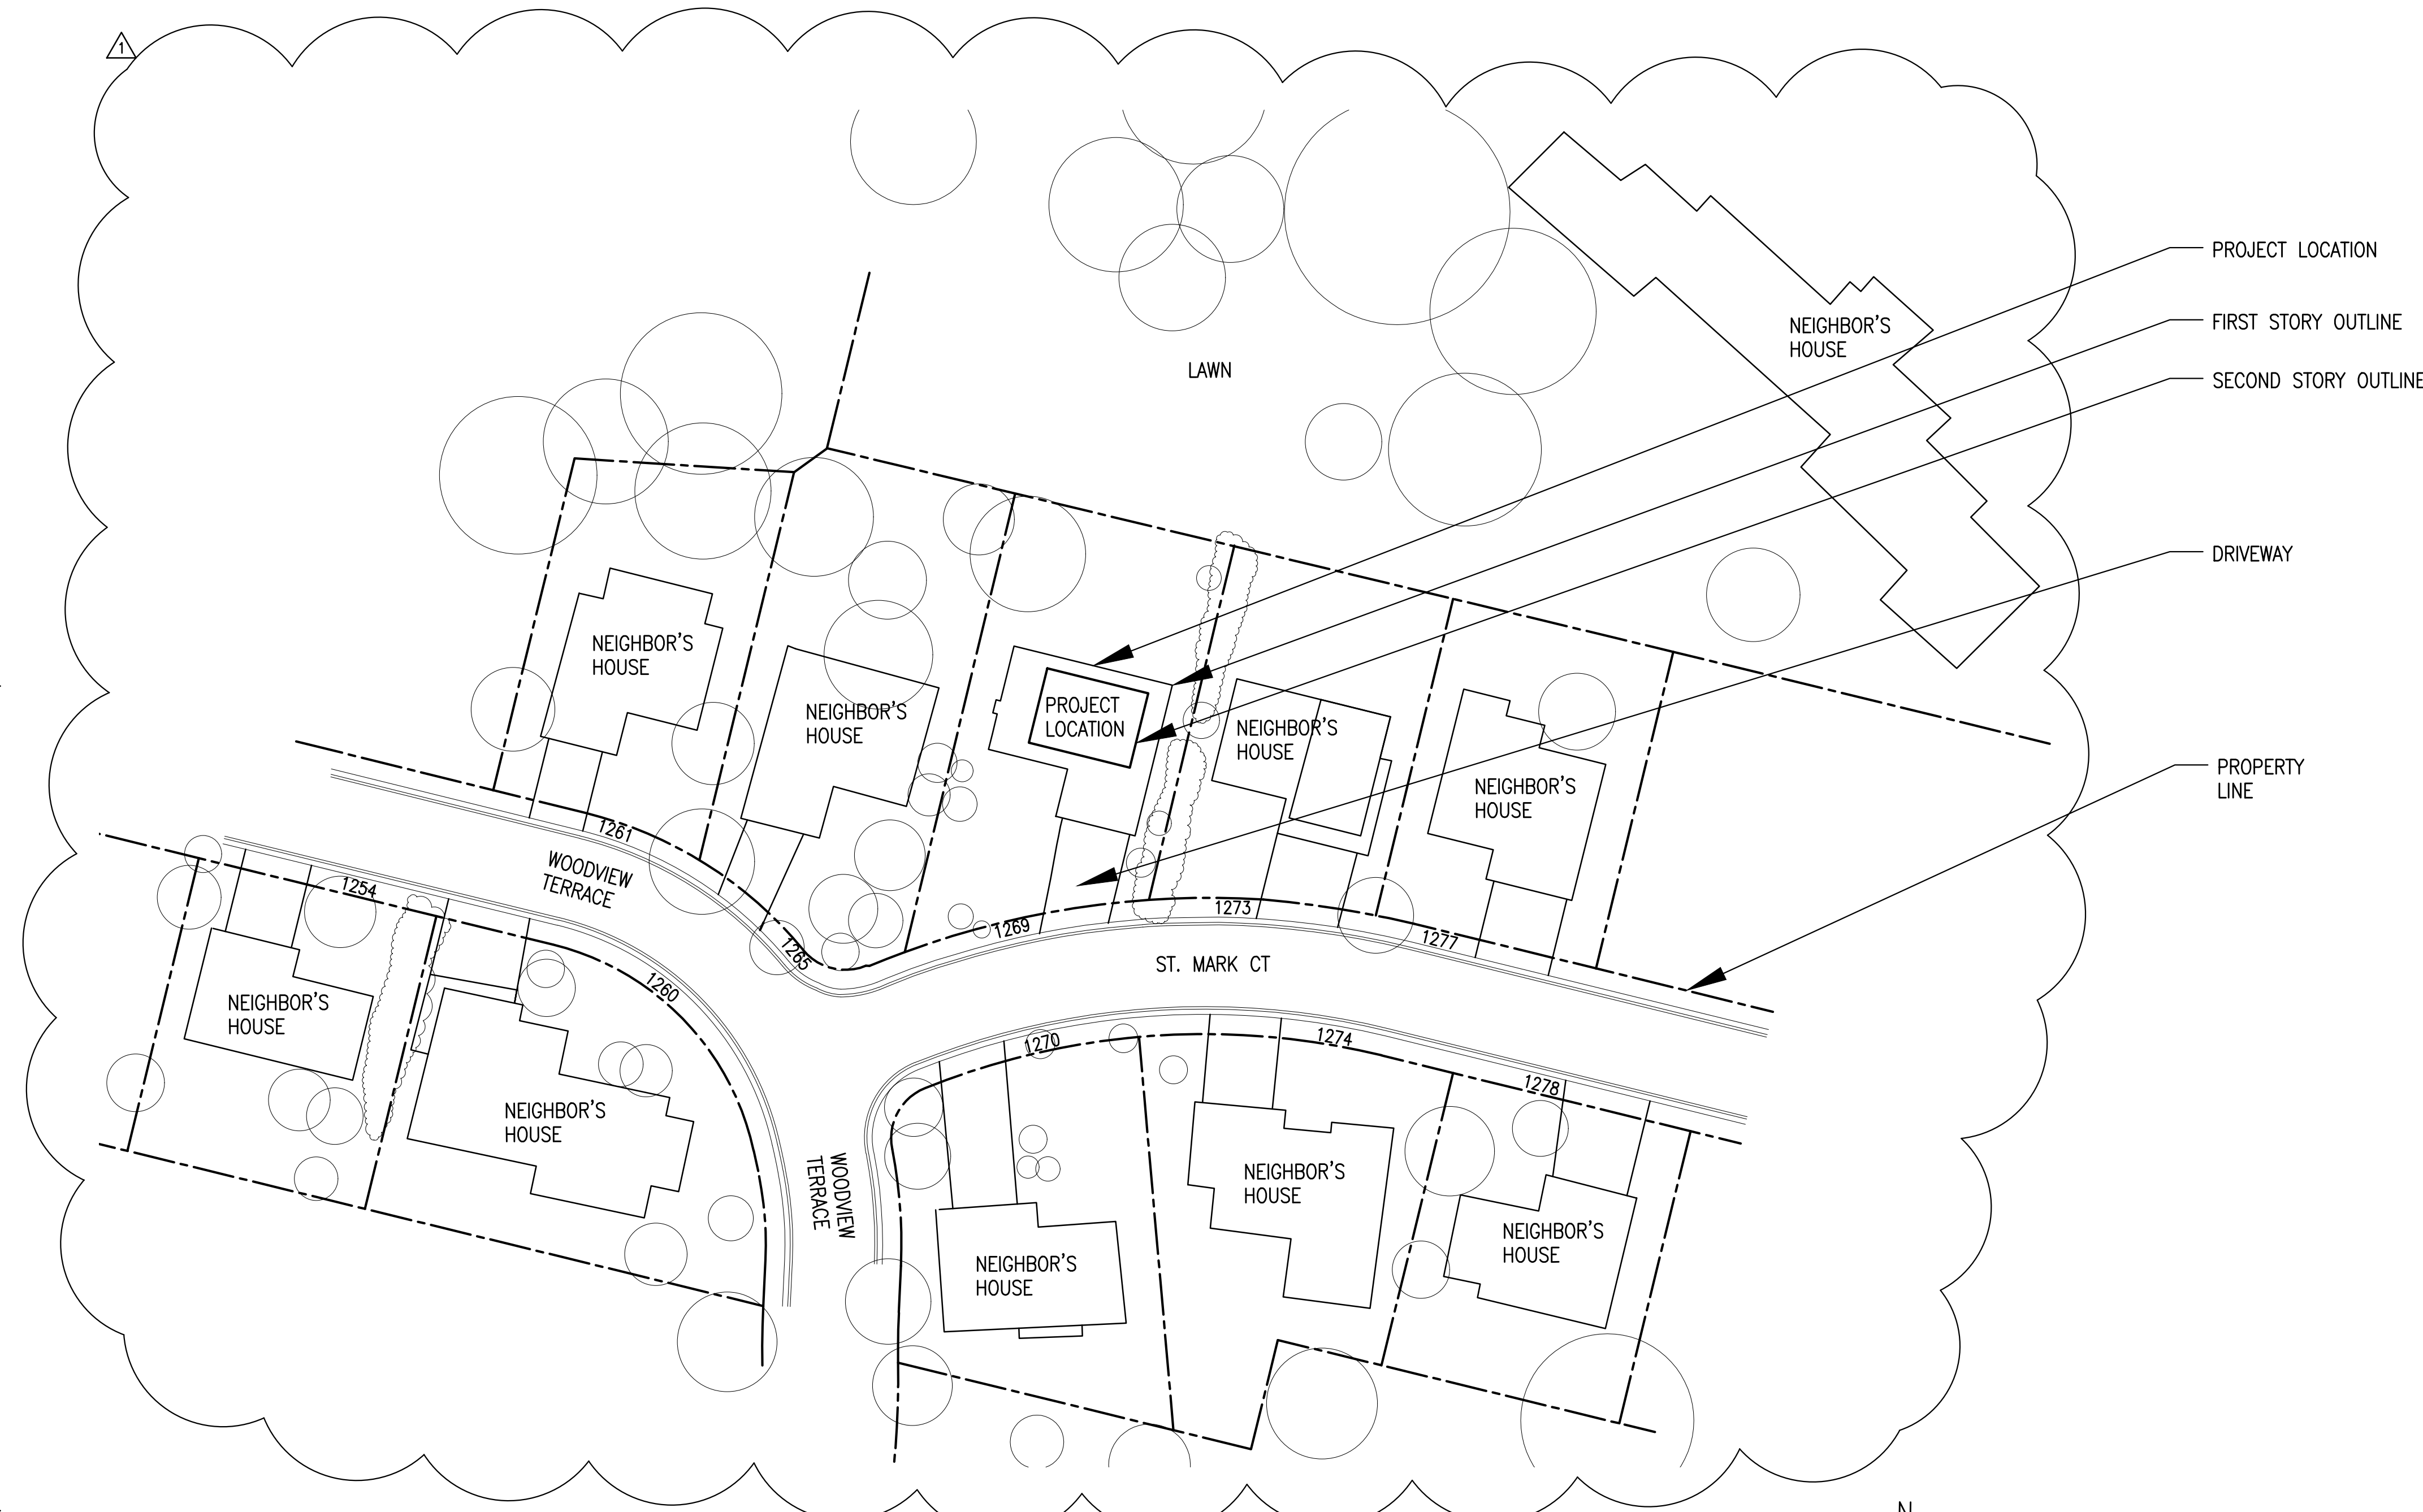 1
PROJECT LOCATION
FIRST STORY OUTLINE
SECOND STORY OUTLINE
NEIGHBOR'S
HOUSE
LAWN
DRIVEWAY
NEIGHBOR'S
HOUSE
NEIGHBOR'S
HOUSE
PROJECT
LOCATION
NEIGHBOR'S
HOUSE
NEIGHBOR'S
HOUSE
PROPERTY
LINE
1261
WOODVIEW
TERRACE
1254
1265
1269
1273
1277
ST. MARK CT
1260
NEIGHBOR'S
HOUSE
NEIGHBOR'S
HOUSE
1270
1274
1278
WOODVIEW
TERRACE
NEIGHBOR'S
HOUSE
NEIGHBOR'S
HOUSE
NEIGHBOR'S
HOUSE
N